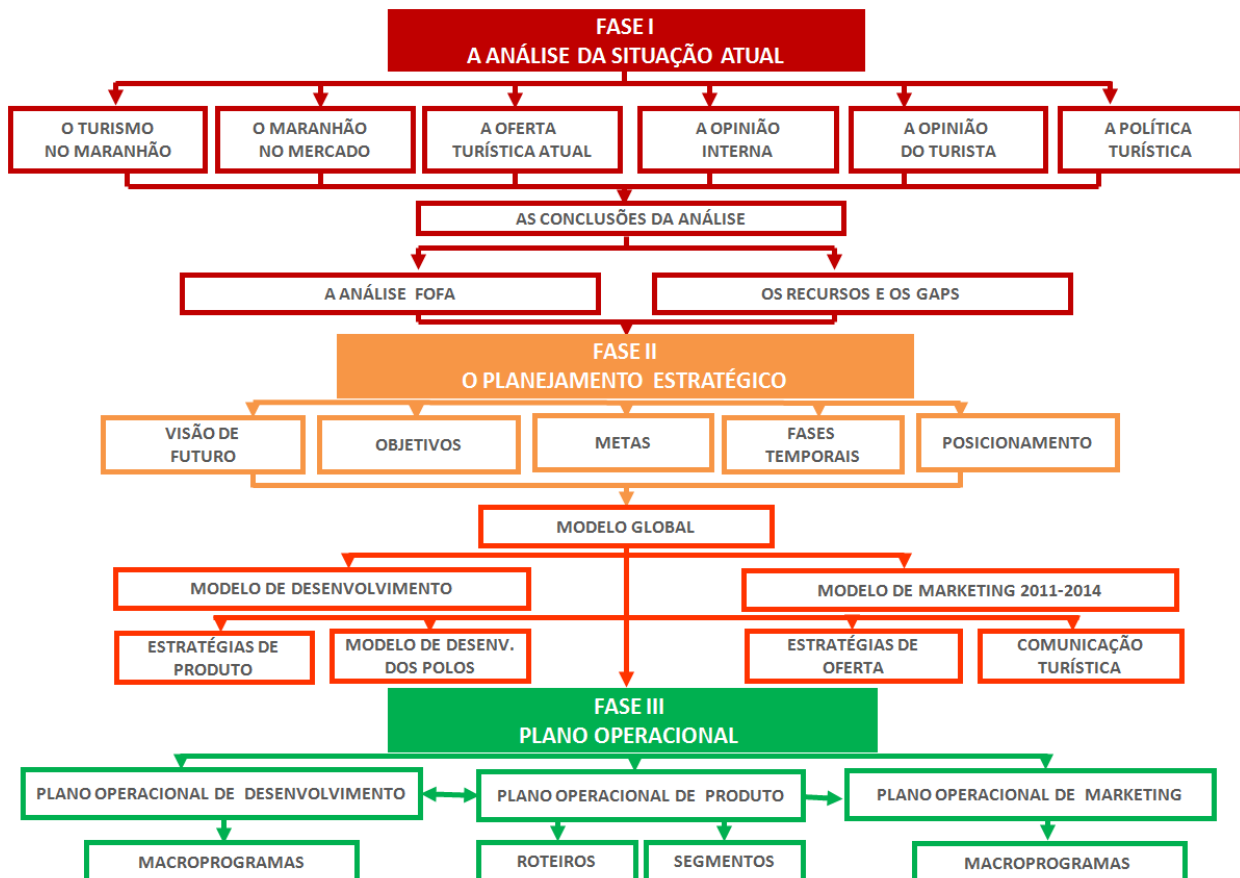 FASE I
A ANÁLISE DA SITUAÇÃO ATUAL
O TURISMO
NO MARANHÃO
O MARANHÃO
NO MERCADO
A OFERTA
TURÍSTICA ATUAL
A OPINIÃO
INTERNA
A OPINIÃO
DO TURISTA
A POLÍTICA
TURÍSTICA
AS CONCLUSÕES DA ANÁLISE
A ANÁLISE FOFA
OS RECURSOS E OS GAPS
FASE II
O PLANEJAMENTO ESTRATÉGICO
VISÃO DE
FUTURO
OBJETIVOS
METAS
FASES
TEMPORAIS
POSICIONAMENTO
MODELO GLOBAL
MODELO DE DESENVOLVIMENTO
MODELO DE MARKETING 2011-2014
ESTRATÉGIAS DE
PRODUTO
MODELO DE DESENV.
DOS POLOS
ESTRATÉGIAS DE
OFERTA
COMUNICAÇÃO
TURÍSTICA
FASE III
PLANO OPERACIONAL
PLANO OPERACIONAL DE DESENVOLVIMENTO
PLANO OPERACIONAL DE PRODUTO
PLANO OPERACIONAL DE MARKETING
MACROPROGRAMAS
ROTEIROS
SEGMENTOS
MACROPROGRAMAS